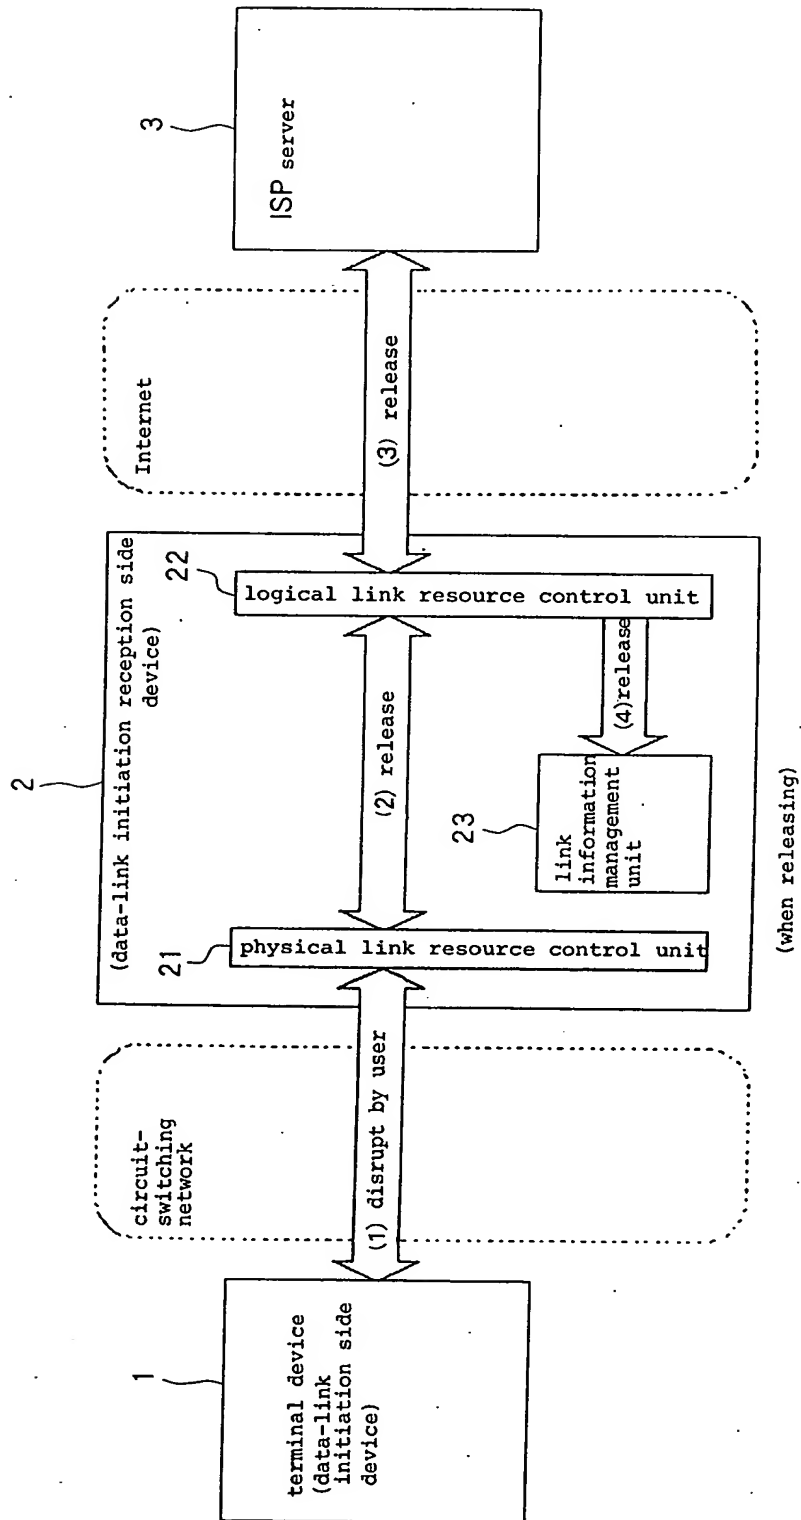 1
terminal device
(data-link
initiation side
device)
circuit-
switching
network
(1) disrupt by user
2
(data-link initiation reception side
device)
21
physical link resource control unit
(2) release
22
logical link resource control unit
23
link
information
management
unit
(4)release
Internet
(3) release
3
ISP server
(when releasing)